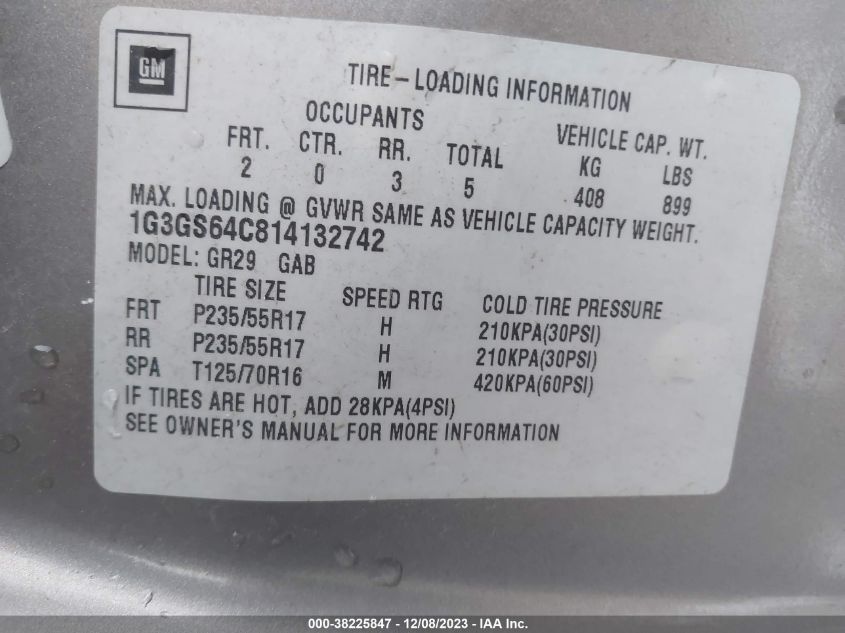 GM
TIRE-LOADING INFORMATION
OCCUPANTS VEHICLE CAP. WT.
FRT. CTR. RR. TOTAL KG LBS
2 0 3 5 408 899
MAX. LOADING @ GVWR SAME AS VEHICLE CAPACITY WEIGHT.
1G3GS64C814132742
MODEL: GR29 GAB
TIRE SIZE SPEED RTG COLD TIRE PRESSURE
FRT P235/55R17 H 210KPA(30PSI)
RR P235/55R17 H 210KPA(30PSI)
SPA T125/70R16 M 420KPA(60PSI)
IF TIRES ARE HOT, ADD 28KPA(4PSI)
SEE OWNER'S MANUAL FOR MORE INFORMATION
000-38225847 - 12/08/2023 - IAA Inc.